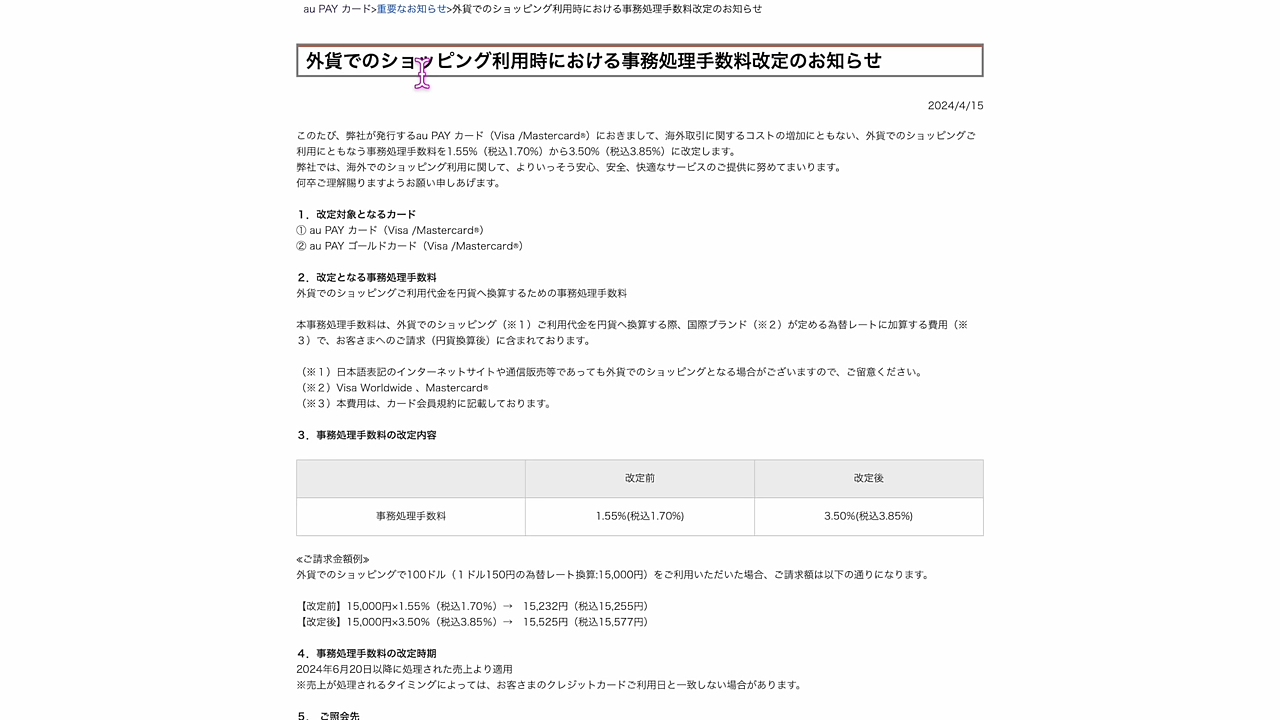 au PAY カード>重要なお知らせ>外貨でのショッピング利用時における事務処理手数料改定のお知らせ
外貨でのショッピング利用時における事務処理手数料改定のお知らせ
2024/4/15
このたび、弊社が発行するau PAY カード（Visa /Mastercard®）におきまして、海外取引に関するコストの増加にともない、外貨でのショッピングご
利用にともなう事務処理手数料を1.55%（税込1.70%）から3.50%（税込3.85%）に改定します。
弊社では、海外でのショッピング利用に関して、よりいっそう安心、安全、快適なサービスのご提供に努めてまいります。
何卒ご理解賜りますようお願い申しあげます。
１．改定対象となるカード
① au PAY カード（Visa /Mastercard®）
② au PAY ゴールドカード（Visa /Mastercard®）
２．改定となる事務処理手数料
外貨でのショッピングご利用代金を円貨へ換算するための事務処理手数料
本事務処理手数料は、外貨でのショッピング（※１）ご利用代金を円貨へ換算する際、国際ブランド（※２）が定める為替レートに加算する費用（※
３）で、お客さまへのご請求（円貨換算後）に含まれております。
（※１）日本語表記のインターネットサイトや通信販売等であっても外貨でのショッピングとなる場合がございますので、ご留意ください。
（※２）Visa Worldwide 、Mastercard®
（※３）本費用は、カード会員規約に記載しております。
３．事務処理手数料の改定内容
改定前 改定後
事務処理手数料 1.55%(税込1.70%) 3.50%(税込3.85%)
≪ご請求金額例≫
外貨でのショッピングで100ドル（１ドル150円の為替レート換算:15,000円）をご利用いただいた場合、ご請求額は以下の通りになります。
【改定前】15,000円×1.55%（税込1.70%）→　15,232円（税込15,255円）
【改定後】15,000円×3.50%（税込3.85%）→　15,525円（税込15,577円）
４．事務処理手数料の改定時期
2024年6月20日以降に処理された売上より適用
※売上が処理されるタイミングによっては、お客さまのクレジットカードご利用日と一致しない場合があります。
５． ご照会先